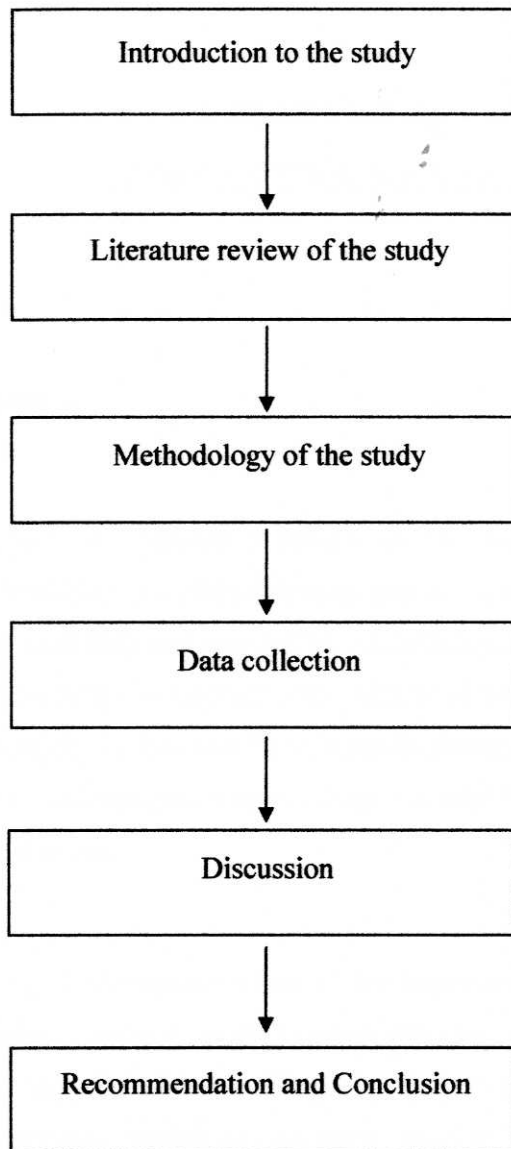 Introduction to the study
Literature review of the study
Methodology of the study
Data collection
Discussion
Recommendation and Conclusion